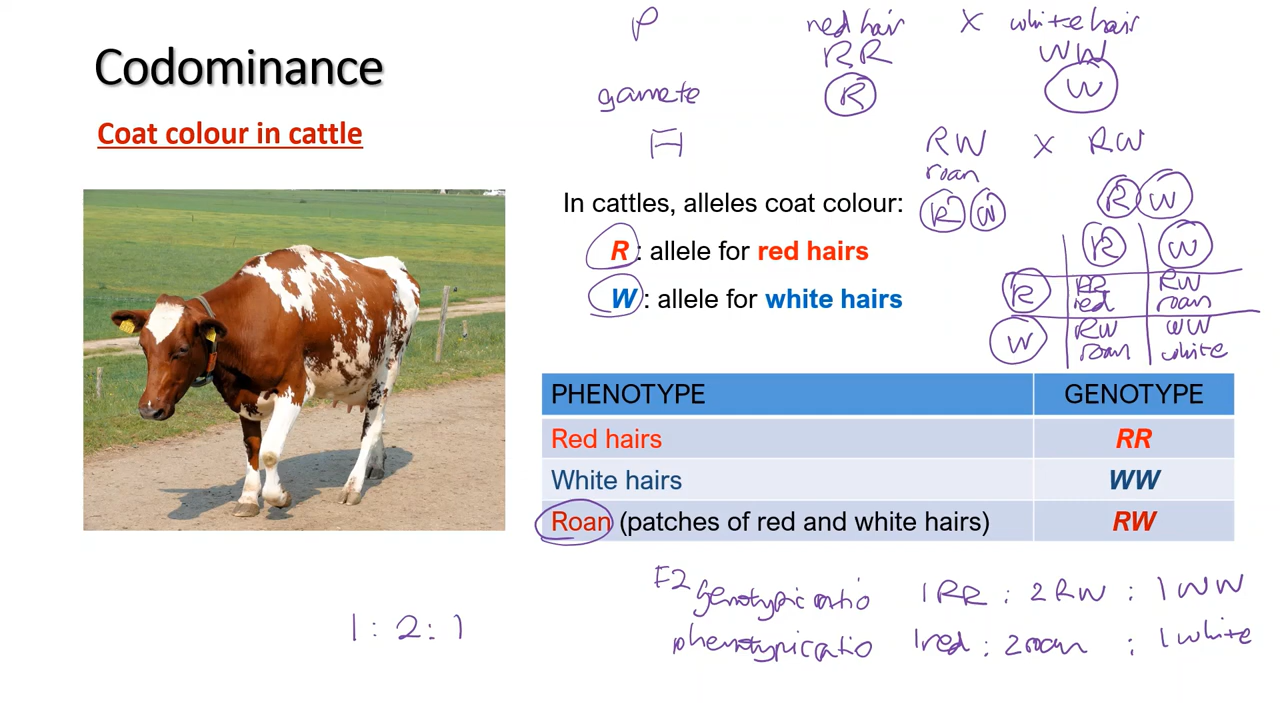 Codominance
Coat colour in cattle
P red hair X white hair
RR WW
gamete R W
F1 RW X RW
roan
R W R W
In cattles, alleles coat colour:
R : allele for red hairs
W : allele for white hairs
R W
R RR RW
red roan
W RW WW
roan white
PHENOTYPE GENOTYPE
Red hairs RR
White hairs WW
Roan (patches of red and white hairs) RW
F2 genotypic ratio 1RR : 2RW : 1WW
phenotypic ratio 1red : 2roan : 1white
1 : 2 : 1